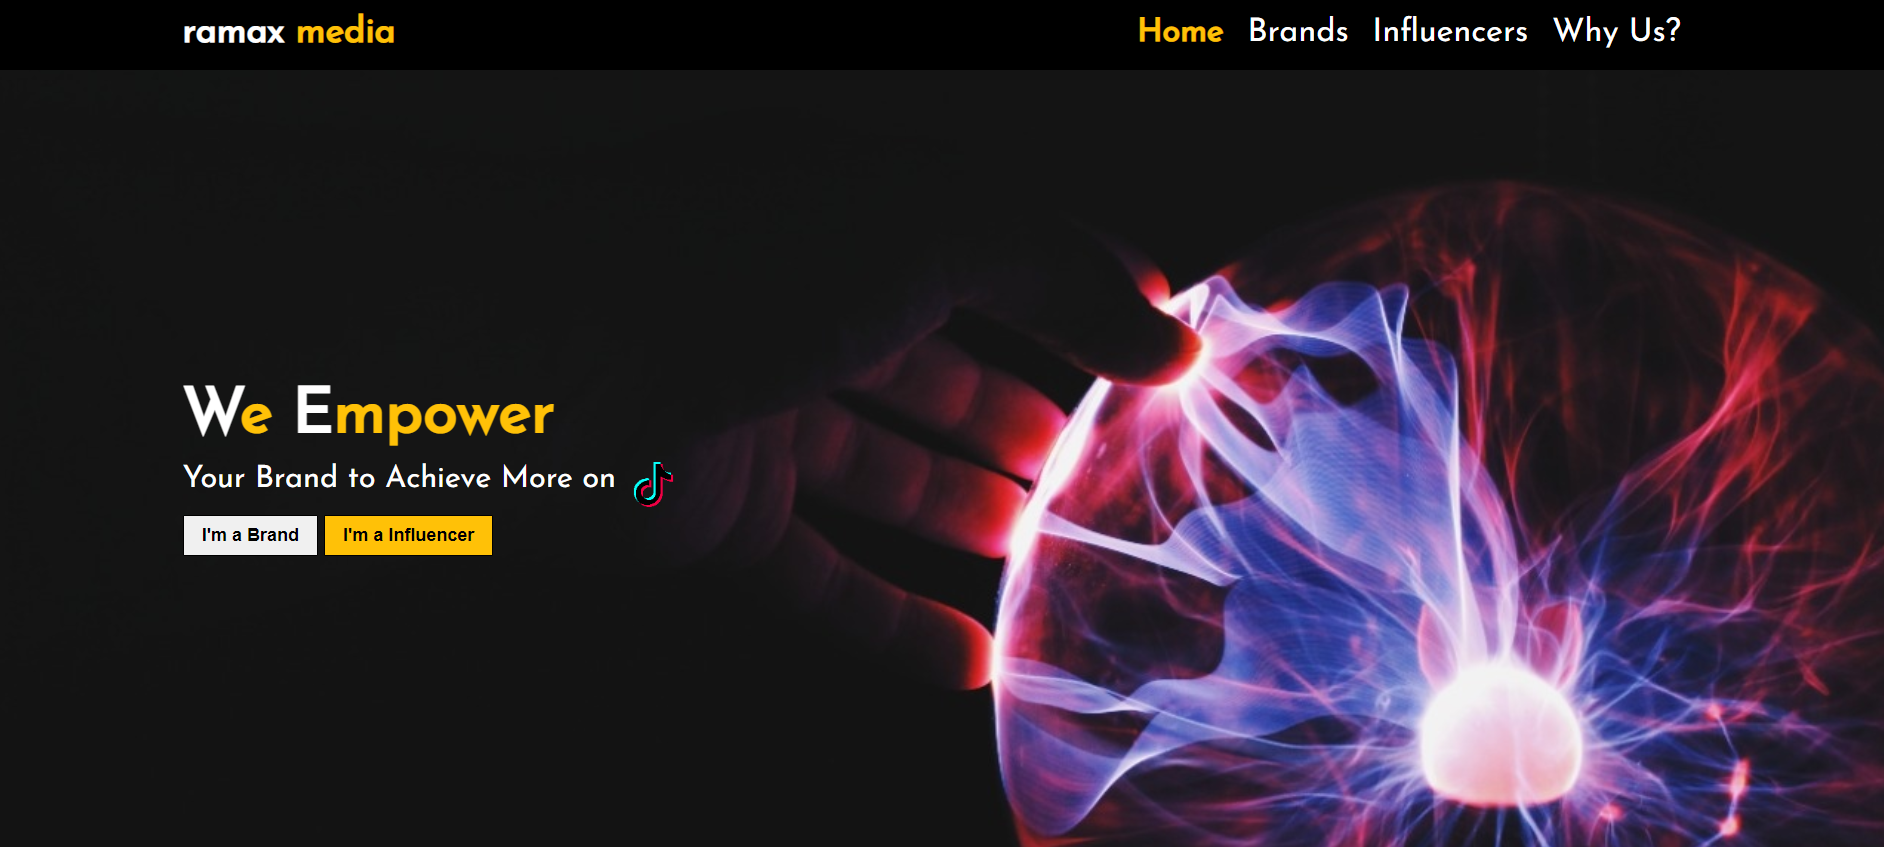 ramax media
Home Brands Influencers Why Us?
We Empower
Your Brand to Achieve More on
I'm a Brand I'm a Influencer